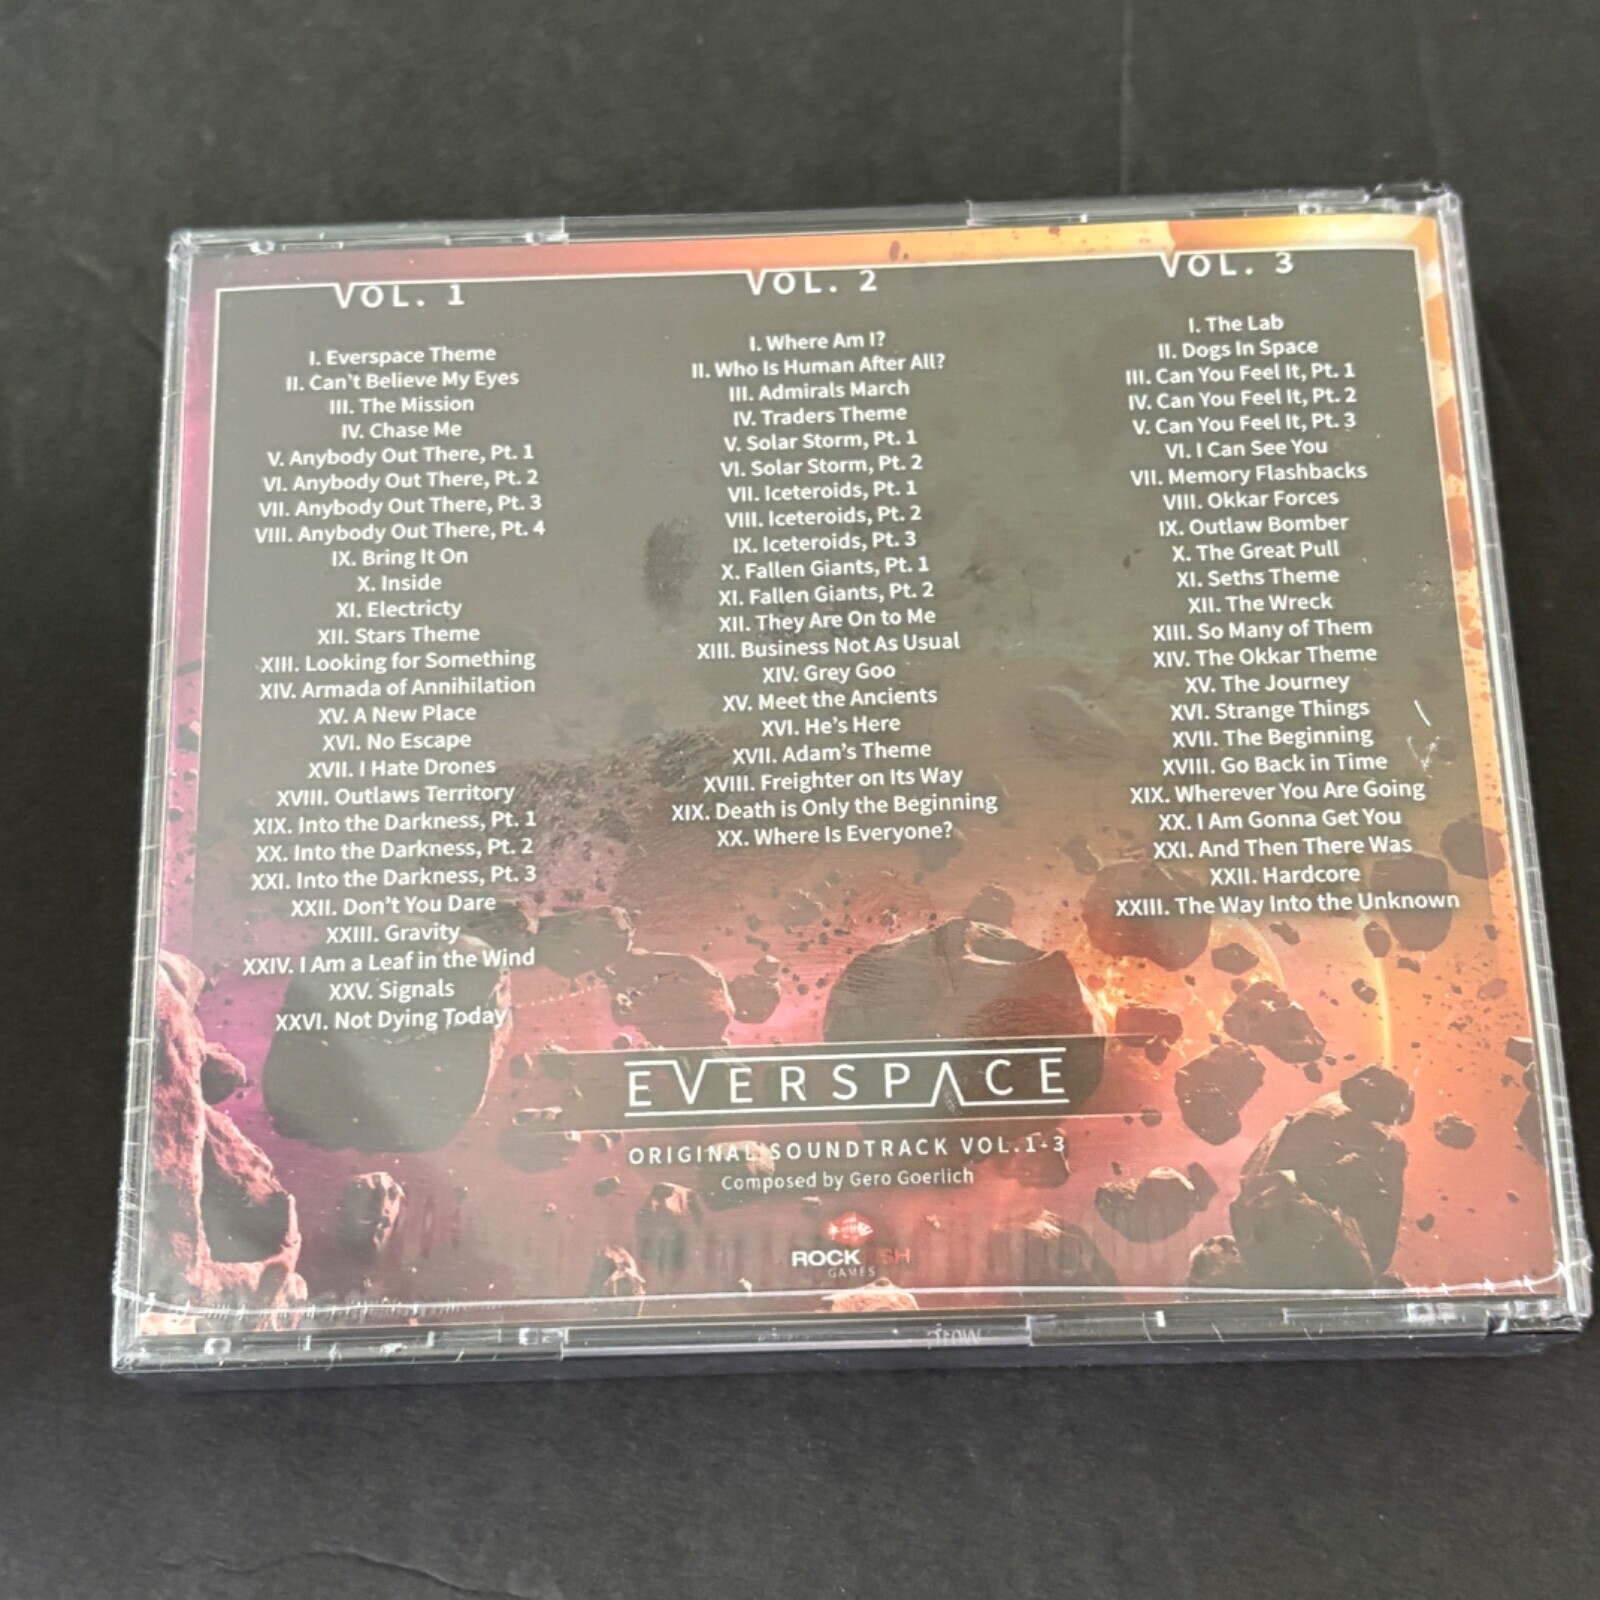 VOL. 1
I. Everspace Theme
II. Can't Believe My Eyes
III. The Mission
IV. Chase Me
V. Anybody Out There, Pt. 1
VI. Anybody Out There, Pt. 2
VII. Anybody Out There, Pt. 3
VIII. Anybody Out There, Pt. 4
IX. Bring It On
X. Inside
XI. Electricty
XII. Stars Theme
XIII. Looking for Something
XIV. Armada of Annihilation
XV. A New Place
XVI. No Escape
XVII. I Hate Drones
XVIII. Outlaws Territory
XIX. Into the Darkness, Pt. 1
XX. Into the Darkness, Pt. 2
XXI. Into the Darkness, Pt. 3
XXII. Don't You Dare
XXIII. Gravity
XXIV. I Am a Leaf in the Wind
XXV. Signals
XXVI. Not Dying Today
VOL. 2
I. Where Am I?
II. Who Is Human After All?
III. Admirals March
IV. Traders Theme
V. Solar Storm, Pt. 1
VI. Solar Storm, Pt. 2
VII. Iceteroids, Pt. 1
VIII. Iceteroids, Pt. 2
IX. Iceteroids, Pt. 3
X. Fallen Giants, Pt. 1
XI. Fallen Giants, Pt. 2
XII. They Are On to Me
XIII. Business Not As Usual
XIV. Grey Goo
XV. Meet the Ancients
XVI. He's Here
XVII. Adam's Theme
XVIII. Freighter on Its Way
XIX. Death is Only the Beginning
XX. Where Is Everyone?
VOL. 3
I. The Lab
II. Dogs In Space
III. Can You Feel It, Pt. 1
IV. Can You Feel It, Pt. 2
V. Can You Feel It, Pt. 3
VI. I Can See You
VII. Memory Flashbacks
VIII. Okkar Forces
IX. Outlaw Bomber
X. The Great Pull
XI. Seths Theme
XII. The Wreck
XIII. So Many of Them
XIV. The Okkar Theme
XV. The Journey
XVI. Strange Things
XVII. The Beginning
XVIII. Go Back in Time
XIX. Wherever You Are Going
XX. I Am Gonna Get You
XXI. And Then There Was
XXII. Hardcore
XXIII. The Way Into the Unknown
EVERSPACE
ORIGINAL SOUNDTRACK VOL.1-3
Composed by Gero Goerlich
ROCKFISH
GAMES